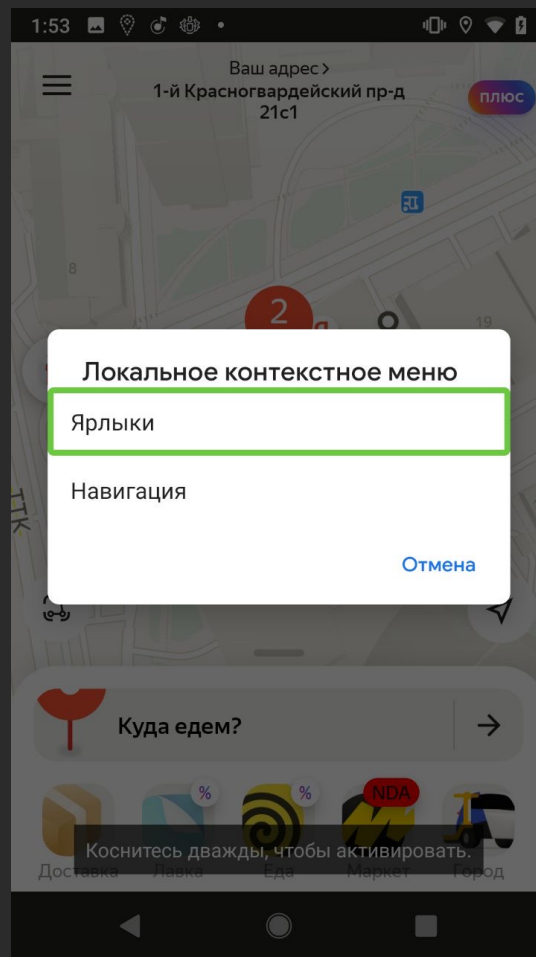 1:53
Ваш адрес >
1-й Красногвардейский пр-д
21с1
плюс
8
2
19
Локальное контекстное меню
Ярлыки
Навигация
Отмена
ТТК
Куда едем?
% % NDA
Коснитесь дважды, чтобы активировать.
Доставка Лавка Еда Маркет Город